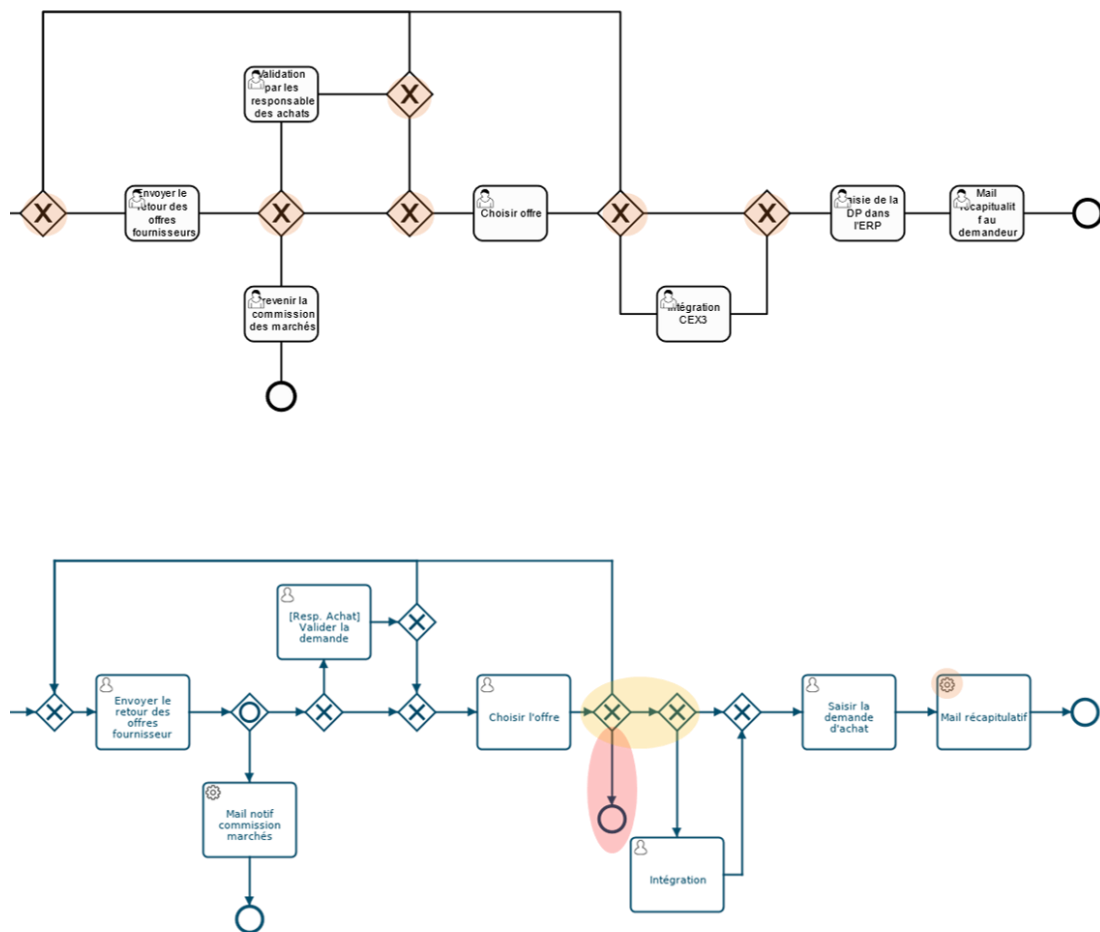 Validation
par les
responsable
des achats
Envoyer le
retour des
offres
fournisseurs
Choisir offre
Saisie de la
DP dans
l'ERP
Mail
récapitualit
f au
demandeur
Prevenir la
commission
des marchés
Intégration
CEX3
[Resp. Achat]
Valider la
demande
Envoyer le
retour des
offres
fournisseur
Choisir l'offre
Saisir la
demande
d'achat
Mail récapitulatif
Mail notif
commission
marchés
Intégration